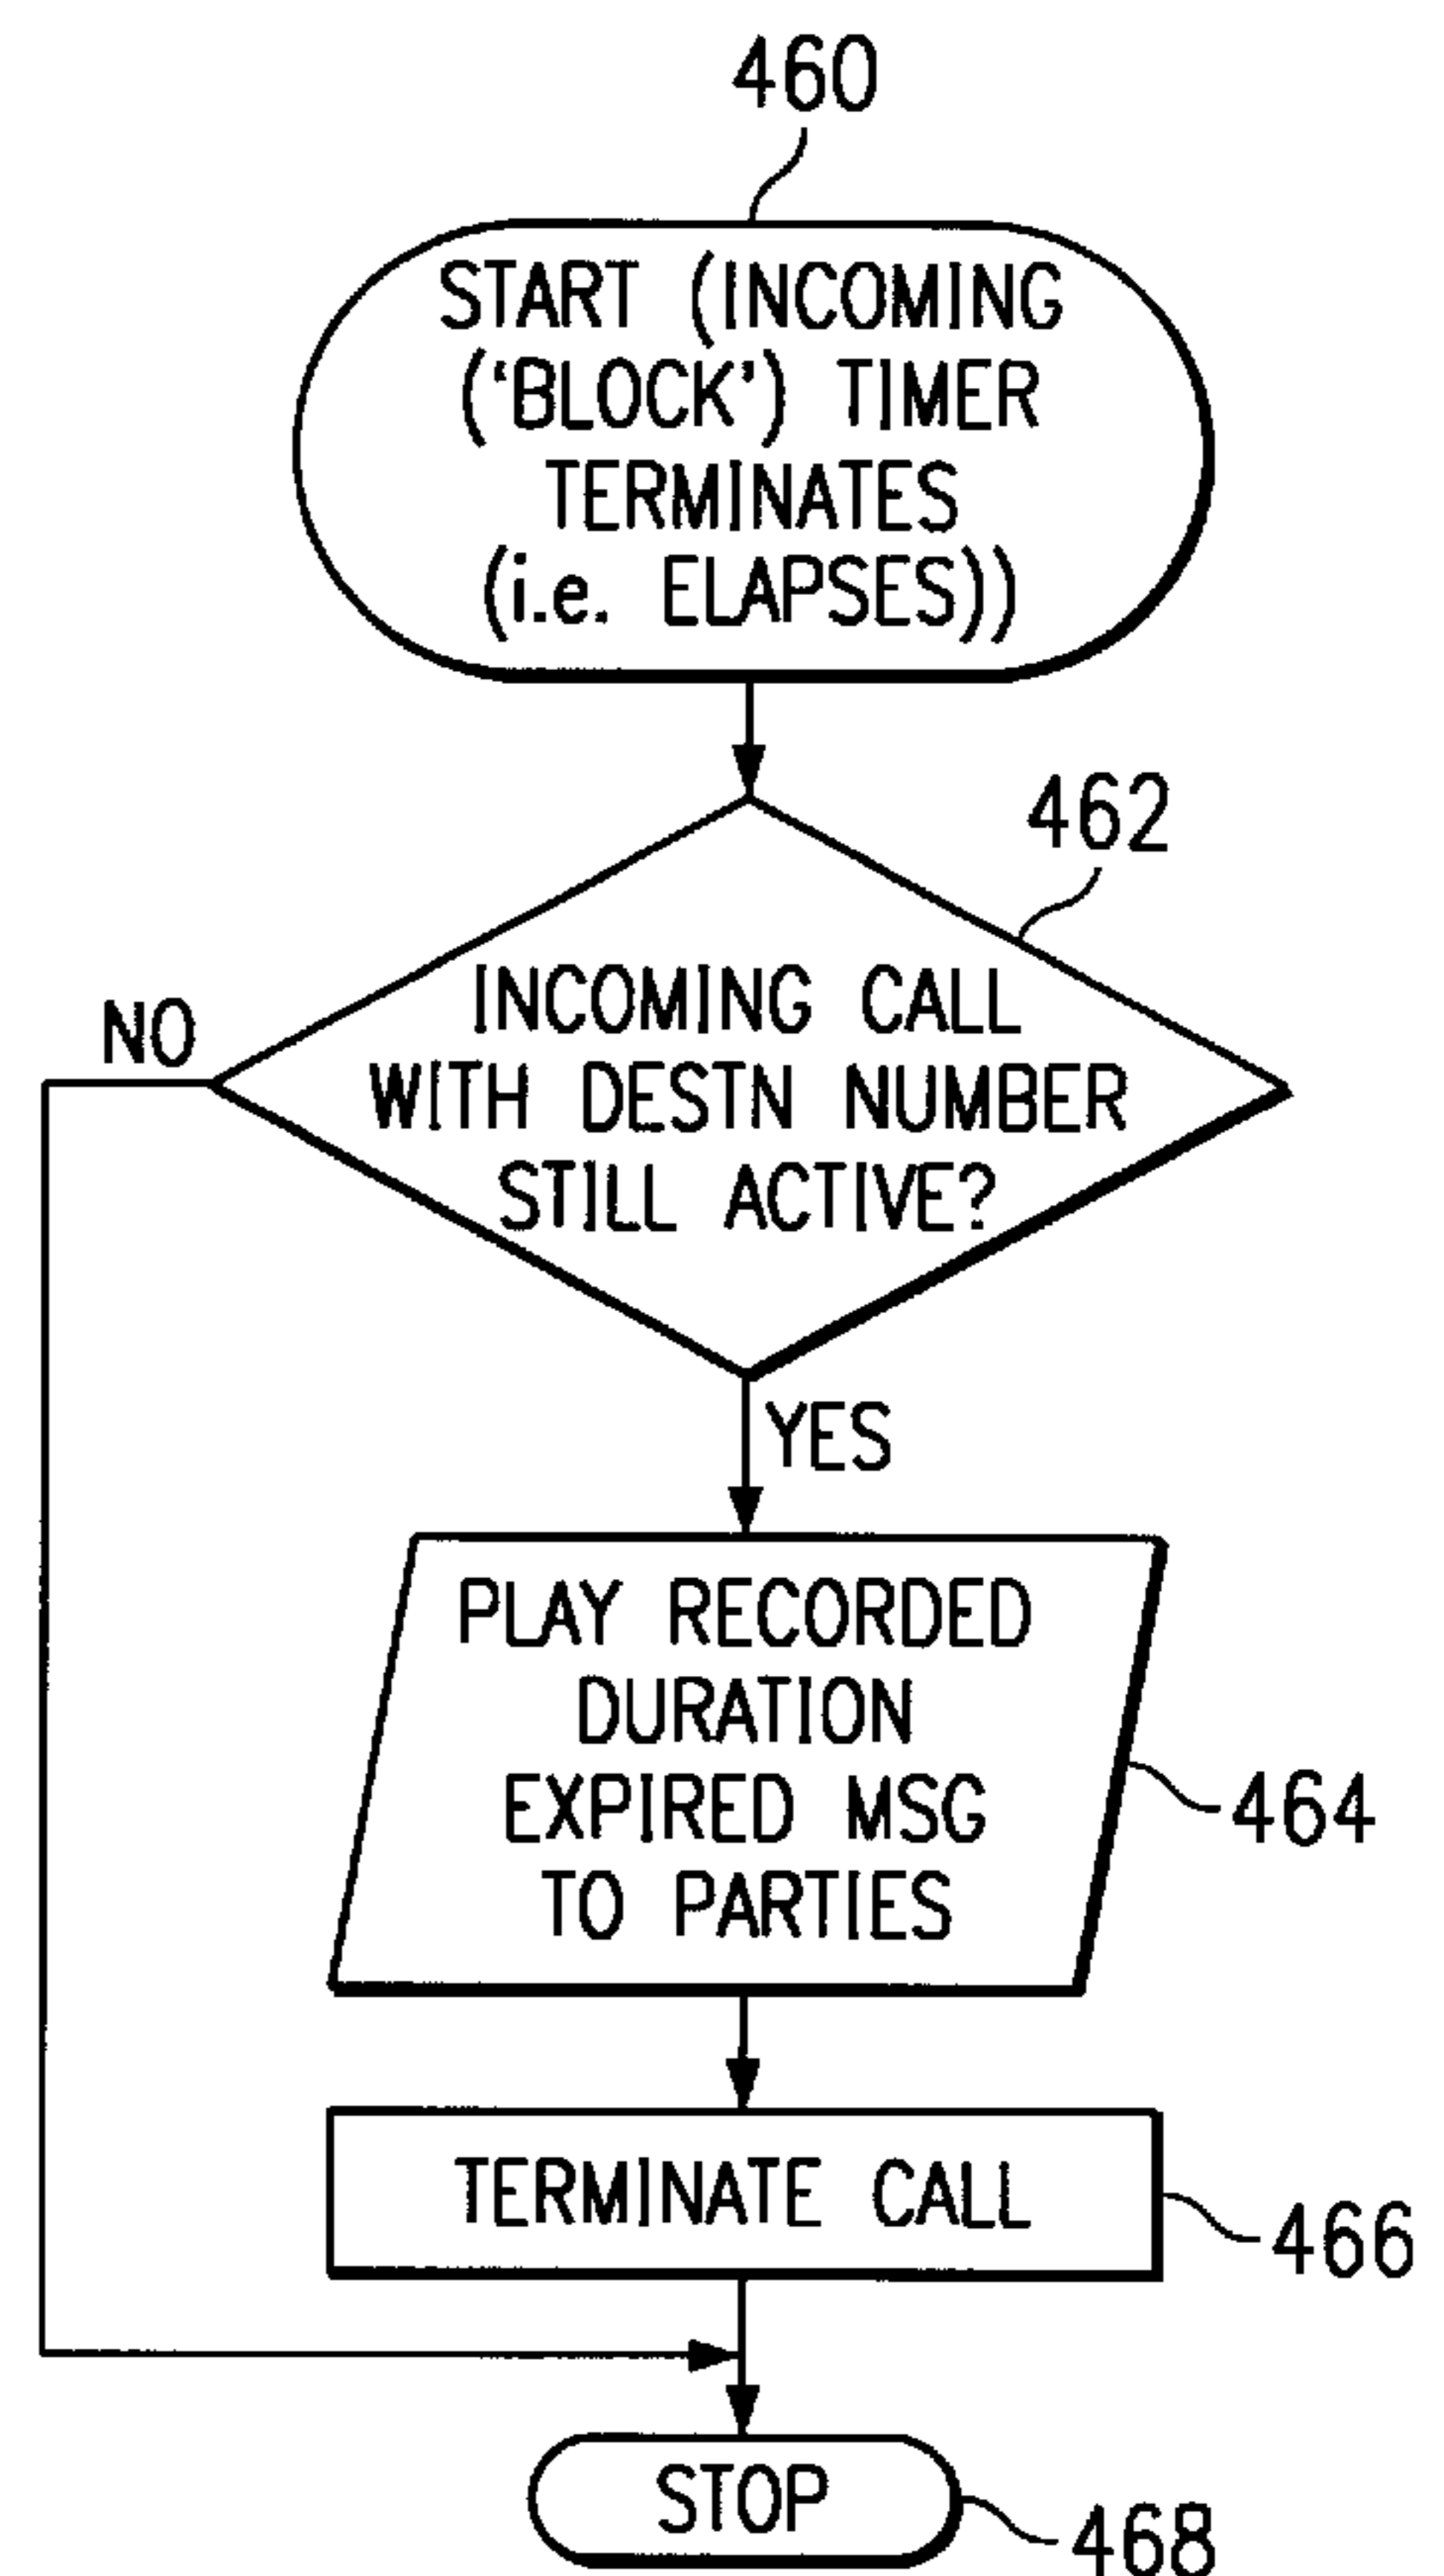 460
START (INCOMING
('BLOCK') TIMER
TERMINATES
(i.e. ELAPSES))
462
INCOMING CALL
WITH DESTN NUMBER
STILL ACTIVE?
NO
YES
PLAY RECORDED
DURATION
EXPIRED MSG
TO PARTIES
464
TERMINATE CALL
466
STOP
468